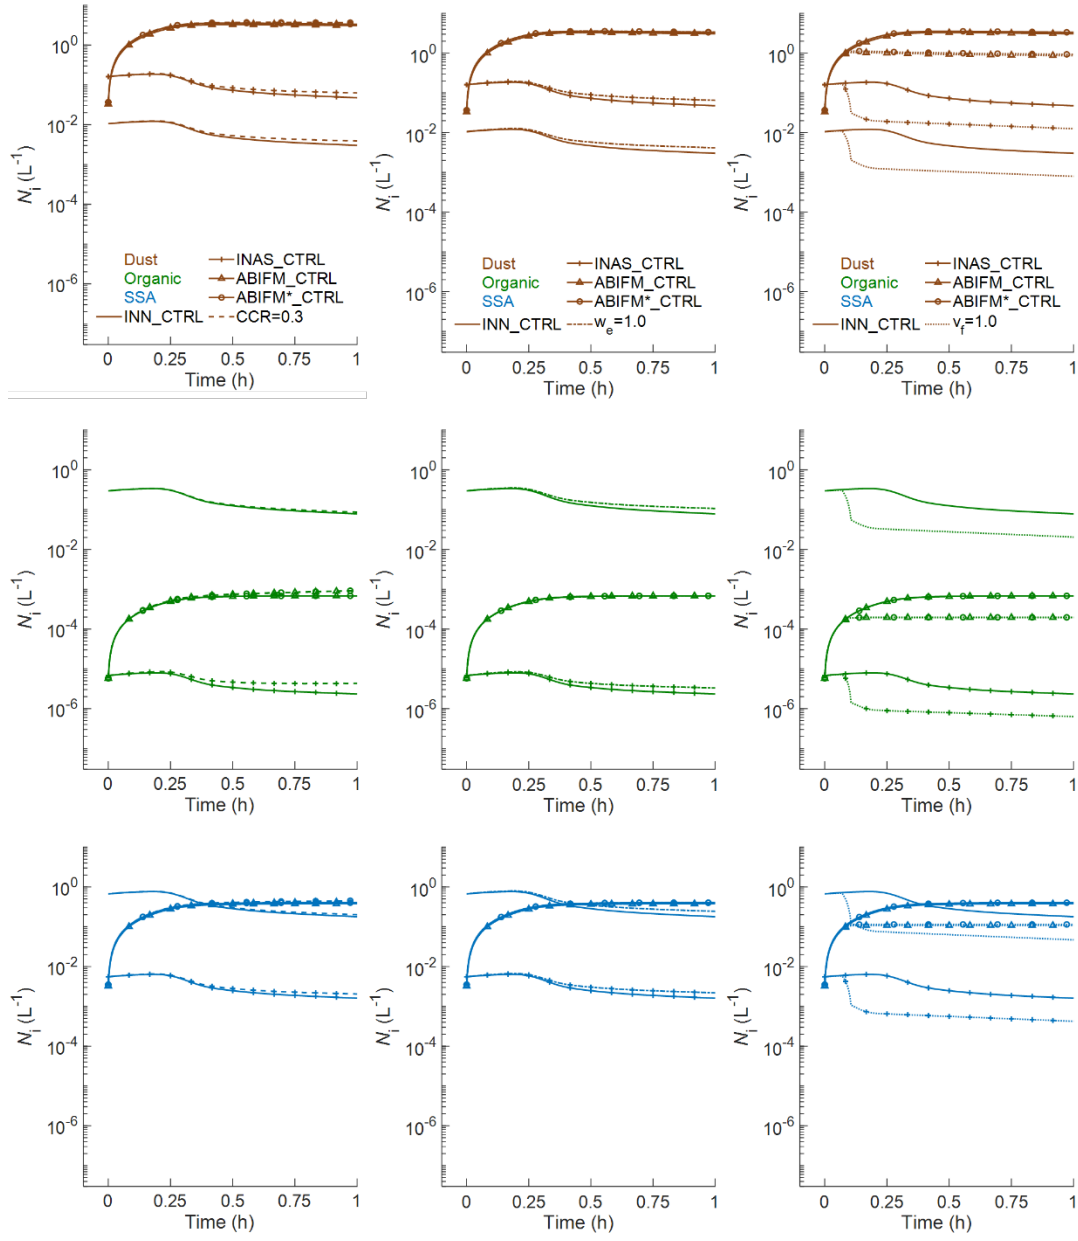 10^0
10^-2
10^-4
10^-6
N_i (L^-1)
Dust
Organic
SSA
INN_CTRL
INAS_CTRL
ABIFM_CTRL
ABIFM*_CTRL
CCR=0.3
0 0.25 0.5 0.75 1
Time (h)
10^0
10^-2
10^-4
10^-6
N_i (L^-1)
Dust
Organic
SSA
INN_CTRL
INAS_CTRL
ABIFM_CTRL
ABIFM*_CTRL
w_e=1.0
0 0.25 0.5 0.75 1
Time (h)
10^0
10^-2
10^-4
10^-6
N_i (L^-1)
Dust
Organic
SSA
INN_CTRL
INAS_CTRL
ABIFM_CTRL
ABIFM*_CTRL
v_f=1.0
0 0.25 0.5 0.75 1
Time (h)
10^0
10^-2
10^-4
10^-6
N_i (L^-1)
0 0.25 0.5 0.75 1
Time (h)
10^0
10^-2
10^-4
10^-6
N_i (L^-1)
0 0.25 0.5 0.75 1
Time (h)
10^0
10^-2
10^-4
10^-6
N_i (L^-1)
0 0.25 0.5 0.75 1
Time (h)
10^0
10^-2
10^-4
10^-6
N_i (L^-1)
0 0.25 0.5 0.75 1
Time (h)
10^0
10^-2
10^-4
10^-6
N_i (L^-1)
0 0.25 0.5 0.75 1
Time (h)
10^0
10^-2
10^-4
10^-6
N_i (L^-1)
0 0.25 0.5 0.75 1
Time (h)